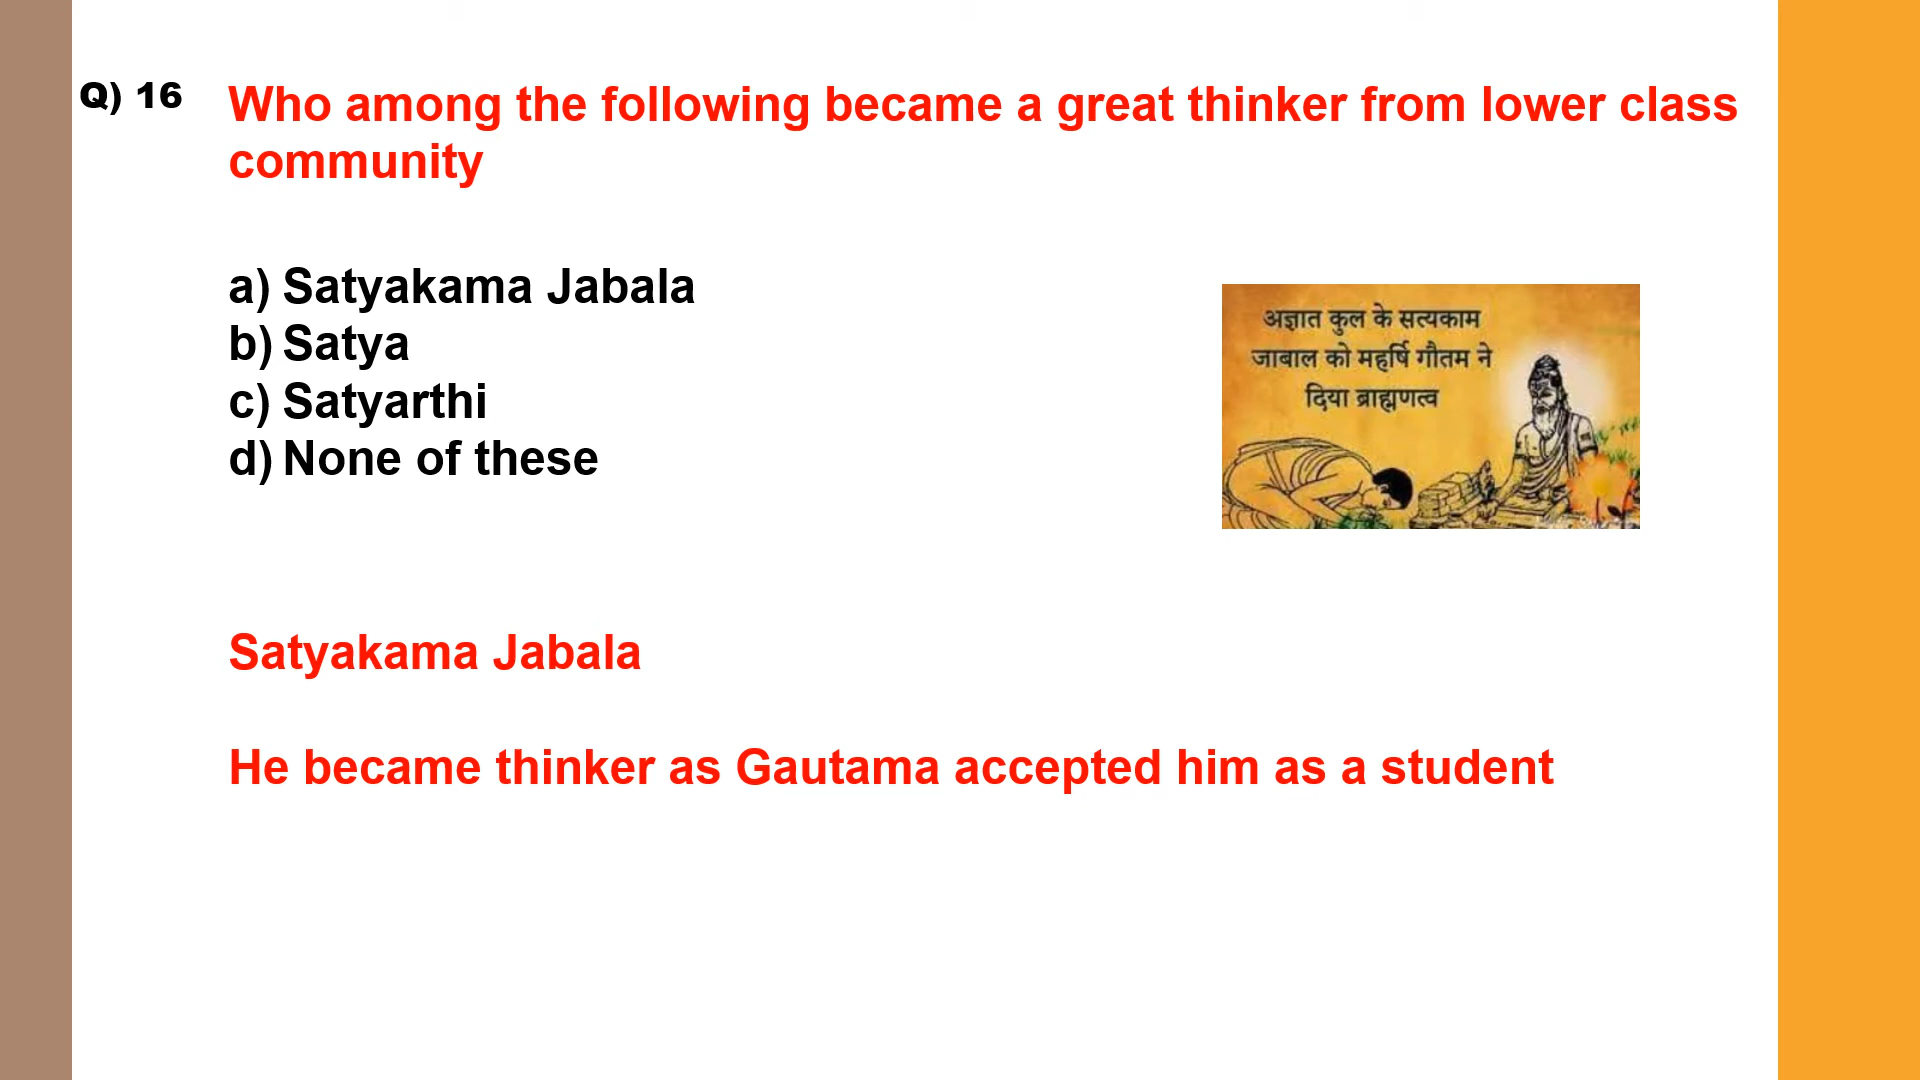 Q) 16
Who among the following became a great thinker from lower class
community
a) Satyakama Jabala
b) Satya
c) Satyarthi
d) None of these
अज्ञात कुल के सत्यकाम
जाबाल को महर्षि गौतम ने
दिया ब्राह्मणत्व
Satyakama Jabala
He became thinker as Gautama accepted him as a student